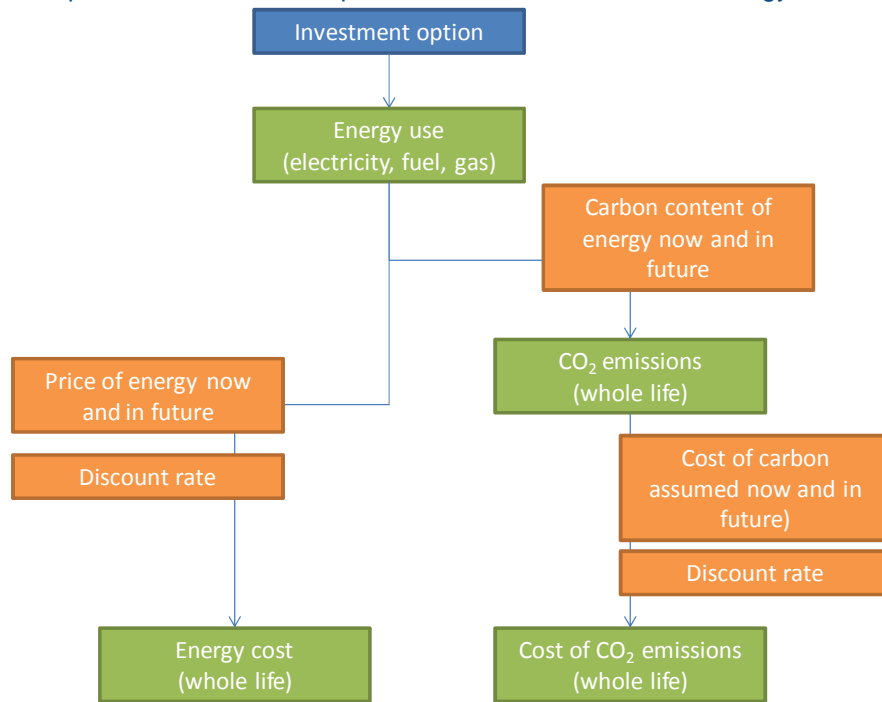 Investment option
Energy use
(electricity, fuel, gas)
Carbon content of
energy now and in
future
CO₂ emissions
(whole life)
Price of energy now
and in future
Discount rate
Cost of carbon
assumed now and in
future)
Discount rate
Energy cost
(whole life)
Cost of CO₂ emissions
(whole life)